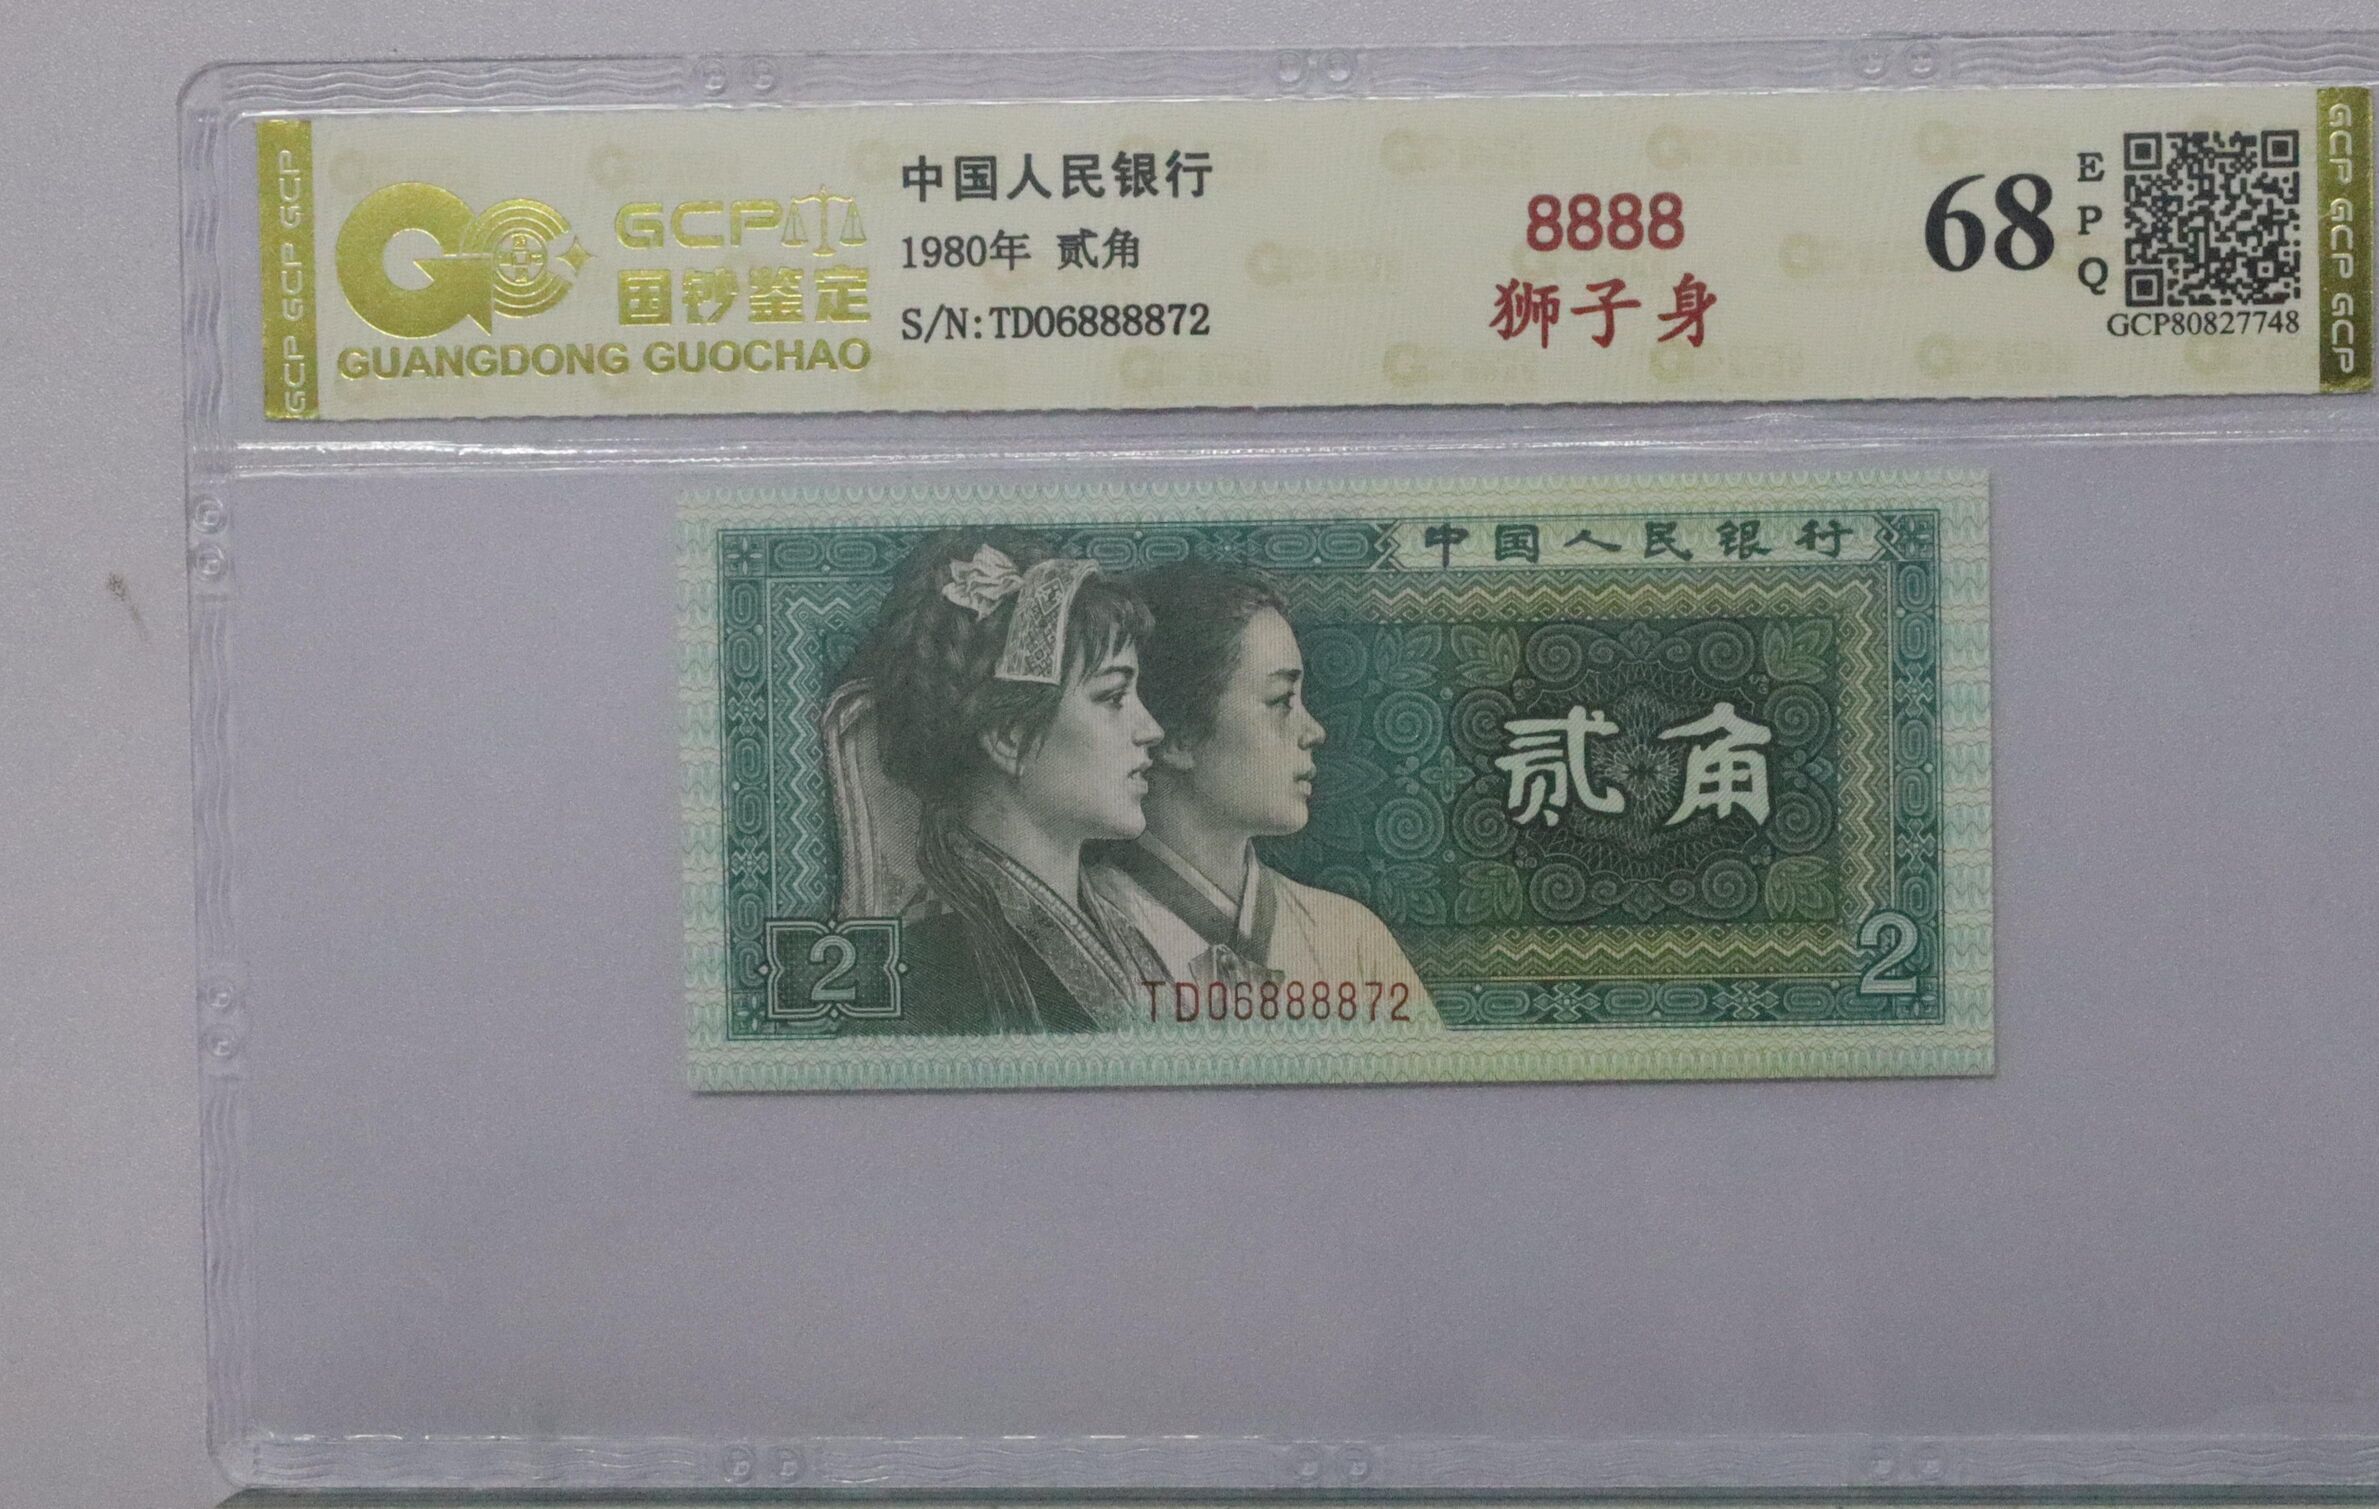 GCP GCP GCP
GCP
国钞鉴定
GUANGDONG GUOCHAO
中国人民银行
1980年 贰角
S/N:TD06888872
8888
狮子身
68
E
P
Q
GCP80827748
GCP GCP GCP
中国人民银行
贰角
2
2
TD06888872